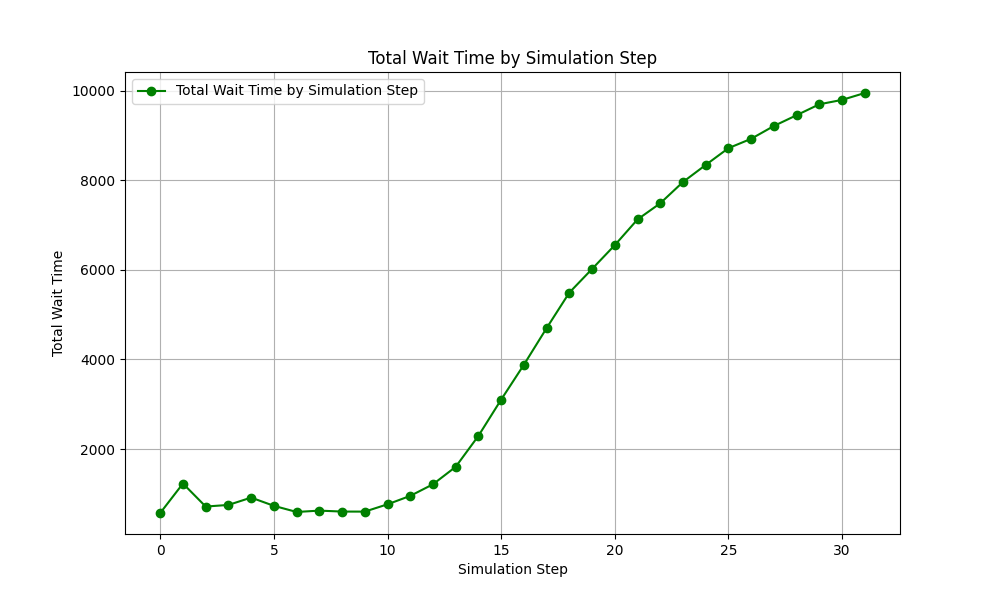 Total Wait Time by Simulation Step
Total Wait Time by Simulation Step
10000
8000
6000
4000
2000
Total Wait Time
0 5 10 15 20 25 30
Simulation Step